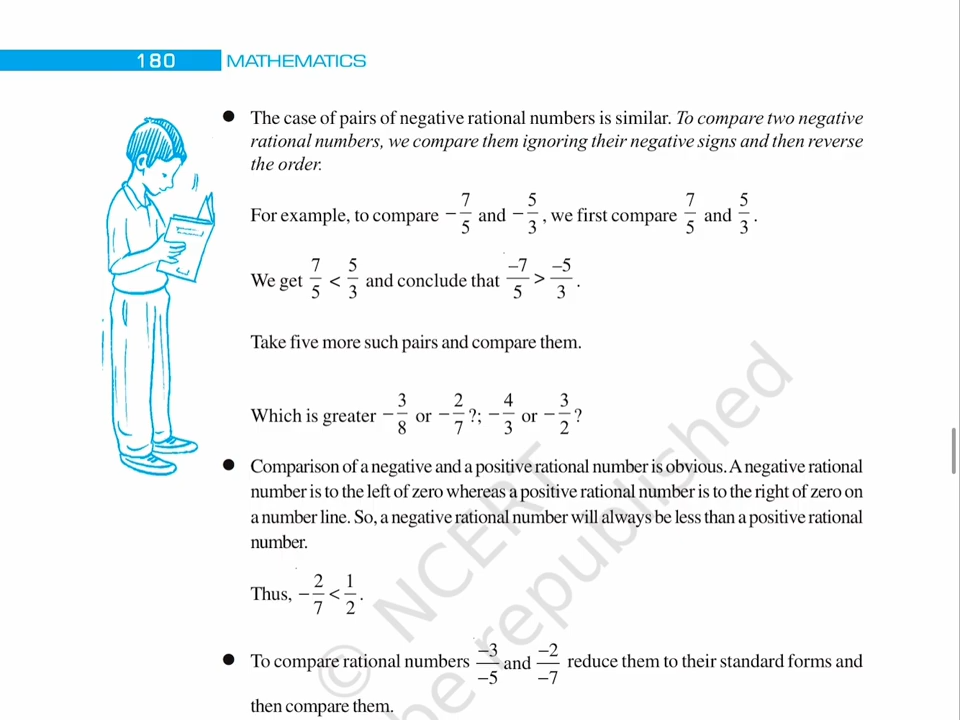 180 MATHEMATICS
● The case of pairs of negative rational numbers is similar. To compare two negative
rational numbers, we compare them ignoring their negative signs and then reverse
the order.
For example, to compare −7/5 and −5/3, we first compare 7/5 and 5/3.
We get 7/5 < 5/3 and conclude that –7/5 > –5/3.
Take five more such pairs and compare them.
Which is greater −3/8 or −2/7?; −4/3 or −3/2?
● Comparison of a negative and a positive rational number is obvious. A negative rational
number is to the left of zero whereas a positive rational number is to the right of zero on
a number line. So, a negative rational number will always be less than a positive rational
number.
Thus, −2/7 < 1/2.
● To compare rational numbers –3/–5 and –2/–7 reduce them to their standard forms and
then compare them.
© NCERT
be republished